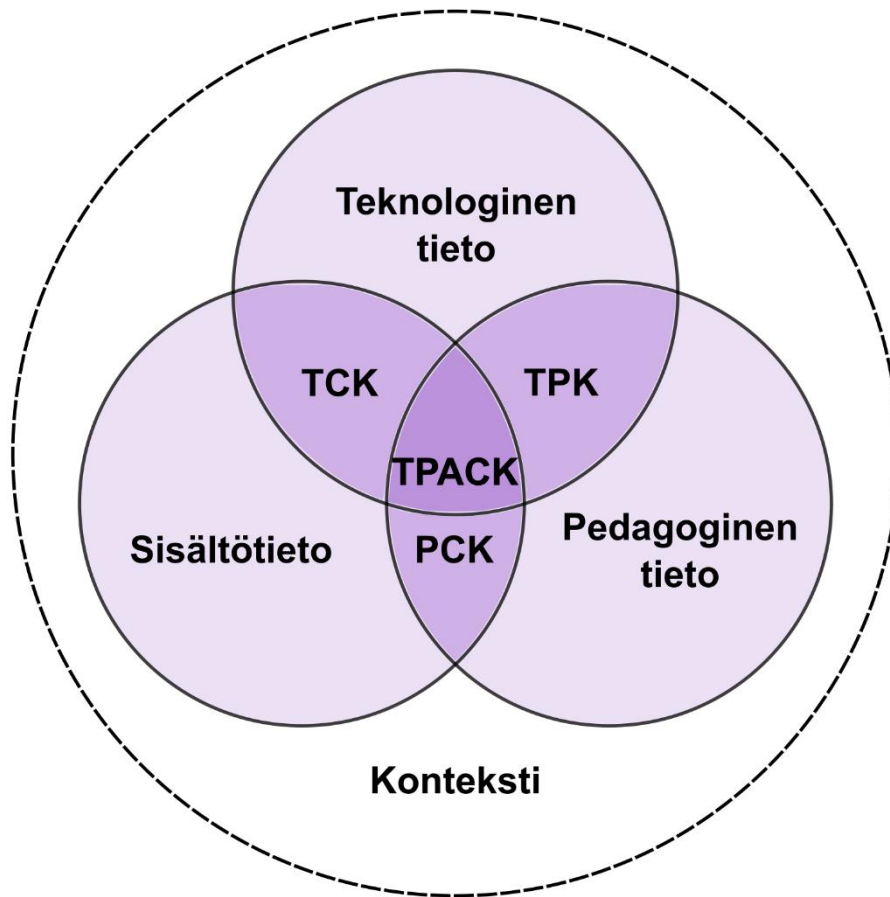 Teknologinen
tieto
TCK
TPK
TPACK
Sisältötieto
PCK
Pedagoginen
tieto
Konteksti